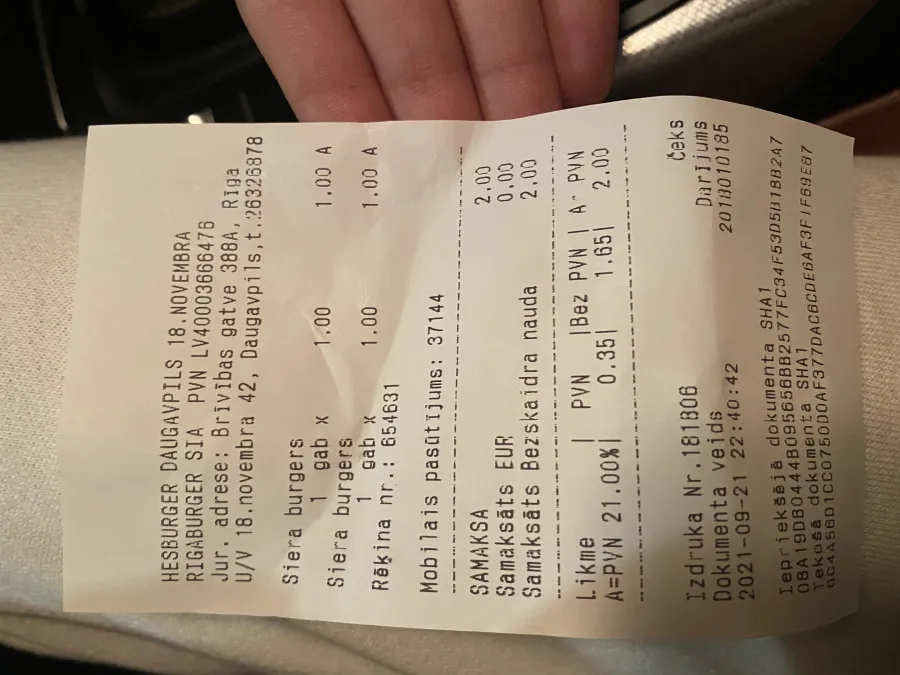 HESBURGER DAUGAVPILS 18.NOVEMBRA
RIGABURGER SIA PVN LV40003666476
Jur. adrese: Brīvības gatve 388A, Rīga
U/V 18.novembra 42, Daugavpils,t.26326878
Siera burgers
1 gab x 1.00 1.00 A
Siera burgers
1 gab x 1.00 1.00 A
Rēķina nr.: 654631
Mobilais pasūtījums: 37144
SAMAKSA 2.00
Samaksāts EUR 0.00
Samaksāts Bezskaidra nauda 2.00
Likme | PVN |Bez PVN | Ar PVN
A=PVN 21.00%| 0.35| 1.65| 2.00
Izdruka Nr.181806 Čeks
Dokumenta veids Darījums
2021-09-21 22:40:42 2018010185
Iepriekšējā dokumenta SHA1
Tekošā dokumenta SHA1